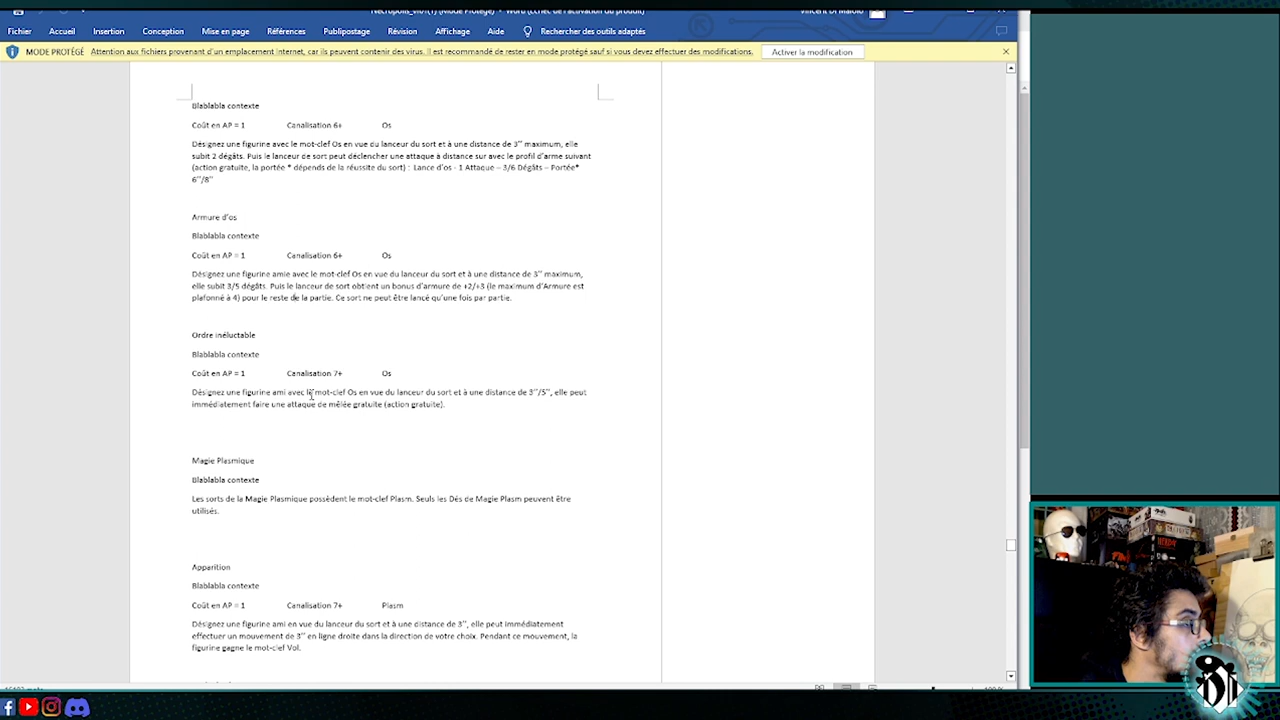 Necropolis_v101(1) (Mode Protégé) - Word (Échec de l'activation du produit)
Vincent Di Maiolo
Fichier Accueil Insertion Conception Mise en page Références Publipostage Révision Affichage Aide Rechercher des outils adaptés
MODE PROTÉGÉ Attention aux fichiers provenant d'un emplacement Internet, car ils peuvent contenir des virus. Il est recommandé de rester en mode protégé sauf si vous devez effectuer des modifications. Activer la modification
Blablabla contexte
Coût en AP = 1 Canalisation 6+ Os
Désignez une figurine avec le mot-clef Os en vue du lanceur du sort et à une distance de 3'' maximum, elle
subit 2 dégâts. Puis le lanceur de sort peut déclencher une attaque à distance sur avec le profil d'arme suivant
(action gratuite, la portée * dépends de la réussite du sort) : Lance d'os - 1 Attaque – 3/6 Dégâts – Portée*
6''/8''
Armure d'os
Blablabla contexte
Coût en AP = 1 Canalisation 6+ Os
Désignez une figurine amie avec le mot-clef Os en vue du lanceur du sort et à une distance de 3'' maximum,
elle subit 3/5 dégâts. Puis le lanceur de sort obtient un bonus d'armure de +2/+3 (le maximum d'Armure est
plafonné à 4) pour le reste de la partie. Ce sort ne peut être lancé qu'une fois par partie.
Ordre inéluctable
Blablabla contexte
Coût en AP = 1 Canalisation 7+ Os
Désignez une figurine ami avec le mot-clef Os en vue du lanceur du sort et à une distance de 3''/5'', elle peut
immédiatement faire une attaque de mêlée gratuite (action gratuite).
Magie Plasmique
Blablabla contexte
Les sorts de la Magie Plasmique possèdent le mot-clef Plasm. Seuls les Dés de Magie Plasm peuvent être
utilisés.
Apparition
Blablabla contexte
Coût en AP = 1 Canalisation 7+ Plasm
Désignez une figurine ami en vue du lanceur du sort et à une distance de 3'', elle peut immédiatement
effectuer un mouvement de 3'' en ligne droite dans la direction de votre choix. Pendant ce mouvement, la
figurine gagne le mot-clef Vol.